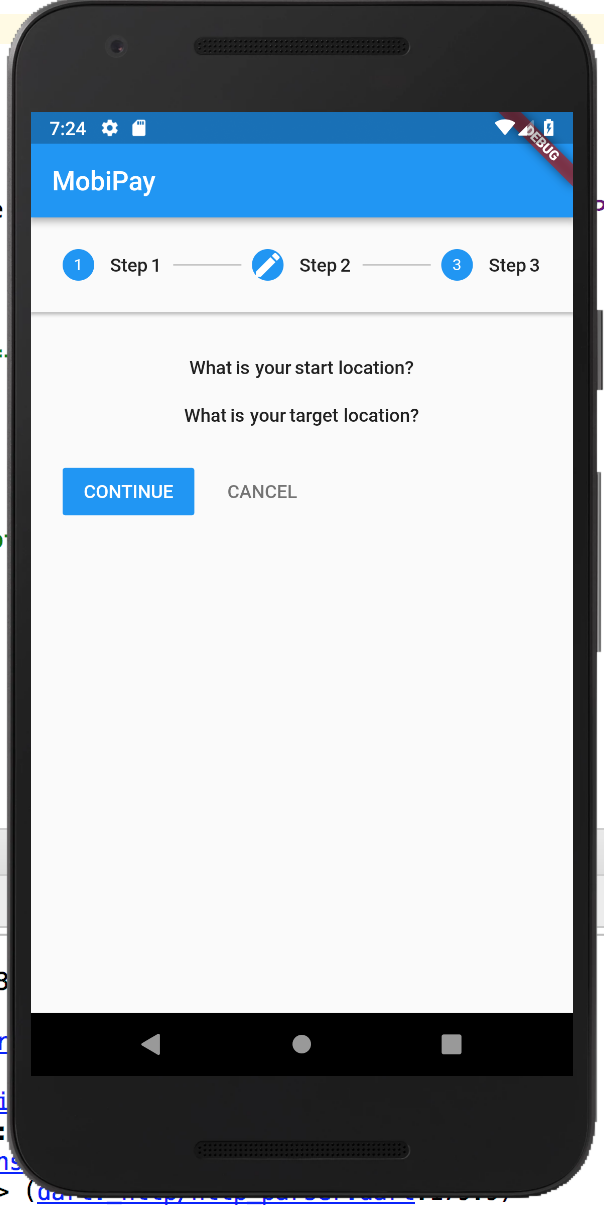 7:24
DEBUG
MobiPay
1 Step 1 Step 2 3 Step 3
What is your start location?
What is your target location?
CONTINUE CANCEL